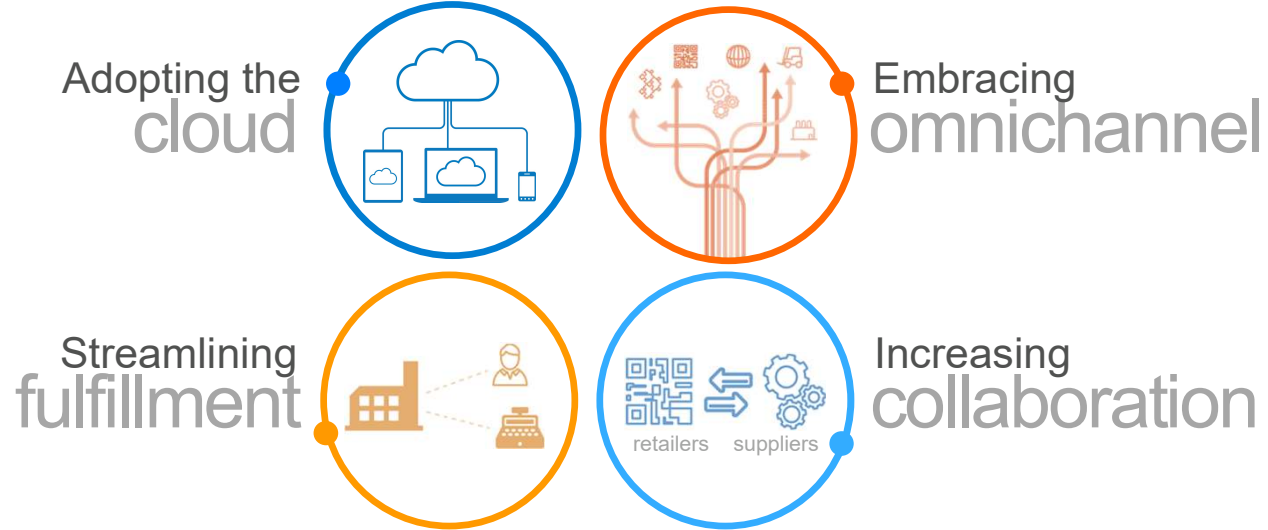 Adopting the
cloud
Embracing
omnichannel
Streamlining
fulfillment
retailers suppliers
Increasing
collaboration